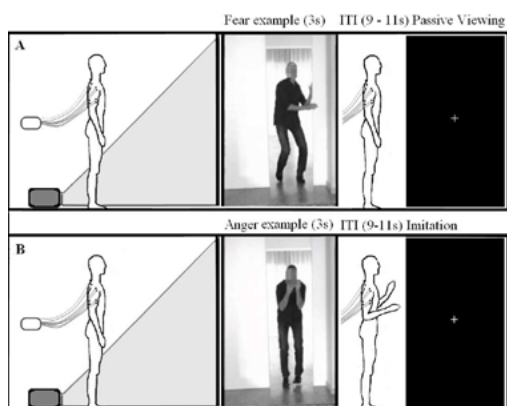 Fear example (3s) ITI (9 - 11s) Passive Viewing
A
Anger example (3s) ITI (9-11s) Imitation
B